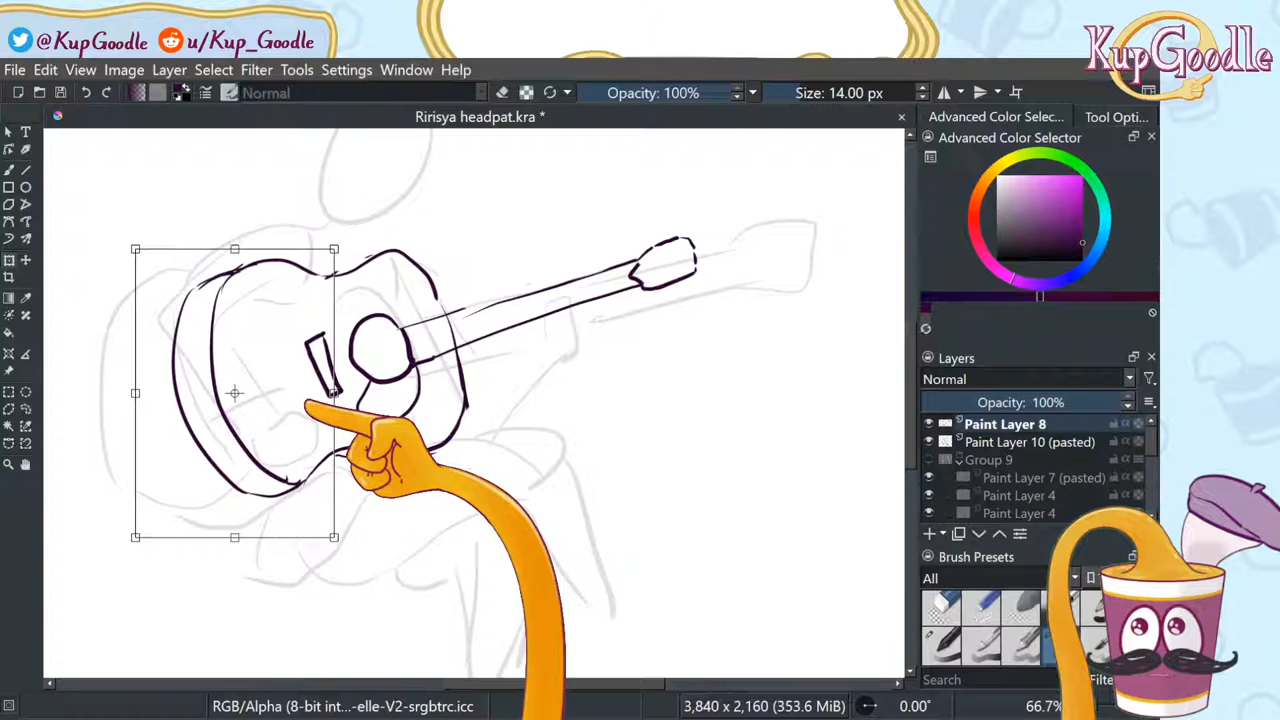 @KupGoodle u/Kup_Goodle
KupGoodle
File Edit View Image Layer Select Filter Tools Settings Window Help
Normal Opacity: 100% Size: 14.00 px
Ririsya headpat.kra *
Advanced Color Selec... Tool Opti...
Advanced Color Selector
Layers
Normal
Opacity: 100%
Paint Layer 8
Paint Layer 10 (pasted)
Group 9
Paint Layer 7 (pasted)
Paint Layer 4
Paint Layer 4
Brush Presets
All
Search
RGB/Alpha (8-bit int...-elle-V2-srgbtrc.icc 3,840 x 2,160 (353.6 MiB) 0.00° 66.7%